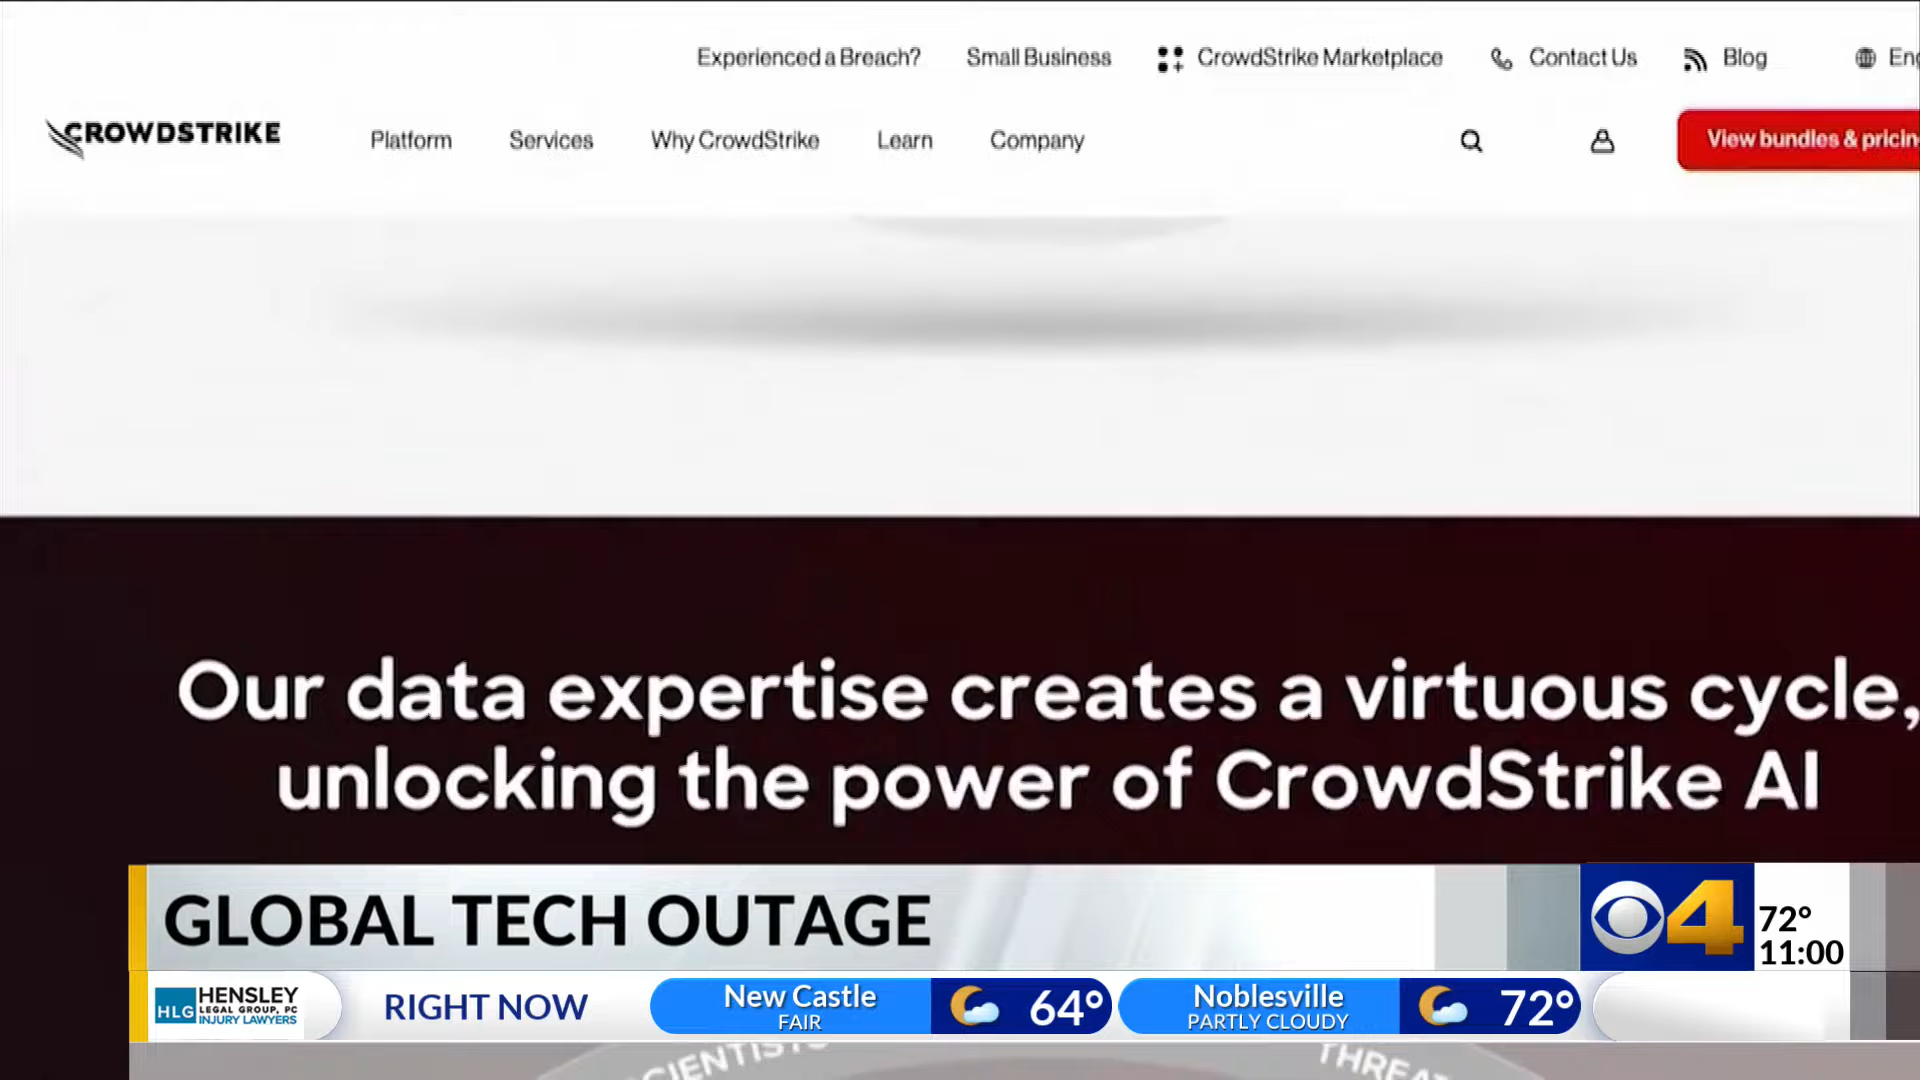 Experienced a Breach? Small Business CrowdStrike Marketplace Contact Us Blog
CROWDSTRIKE Platform Services Why CrowdStrike Learn Company View bundles &
Our data expertise creates a virtuous cycle,
unlocking the power of CrowdStrike AI
GLOBAL TECH OUTAGE
4 72°
11:00
HLG HENSLEY
LEGAL GROUP, PC
INJURY LAWYERS
RIGHT NOW
New Castle
FAIR
64°
Noblesville
PARTLY CLOUDY
72°